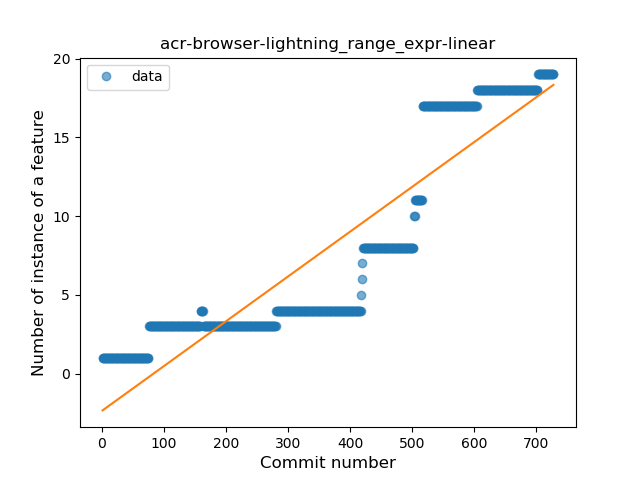 acr-browser-lightning_range_expr-linear
data
Number of instance of a feature
20
15
10
5
0
0 100 200 300 400 500 600 700
Commit number